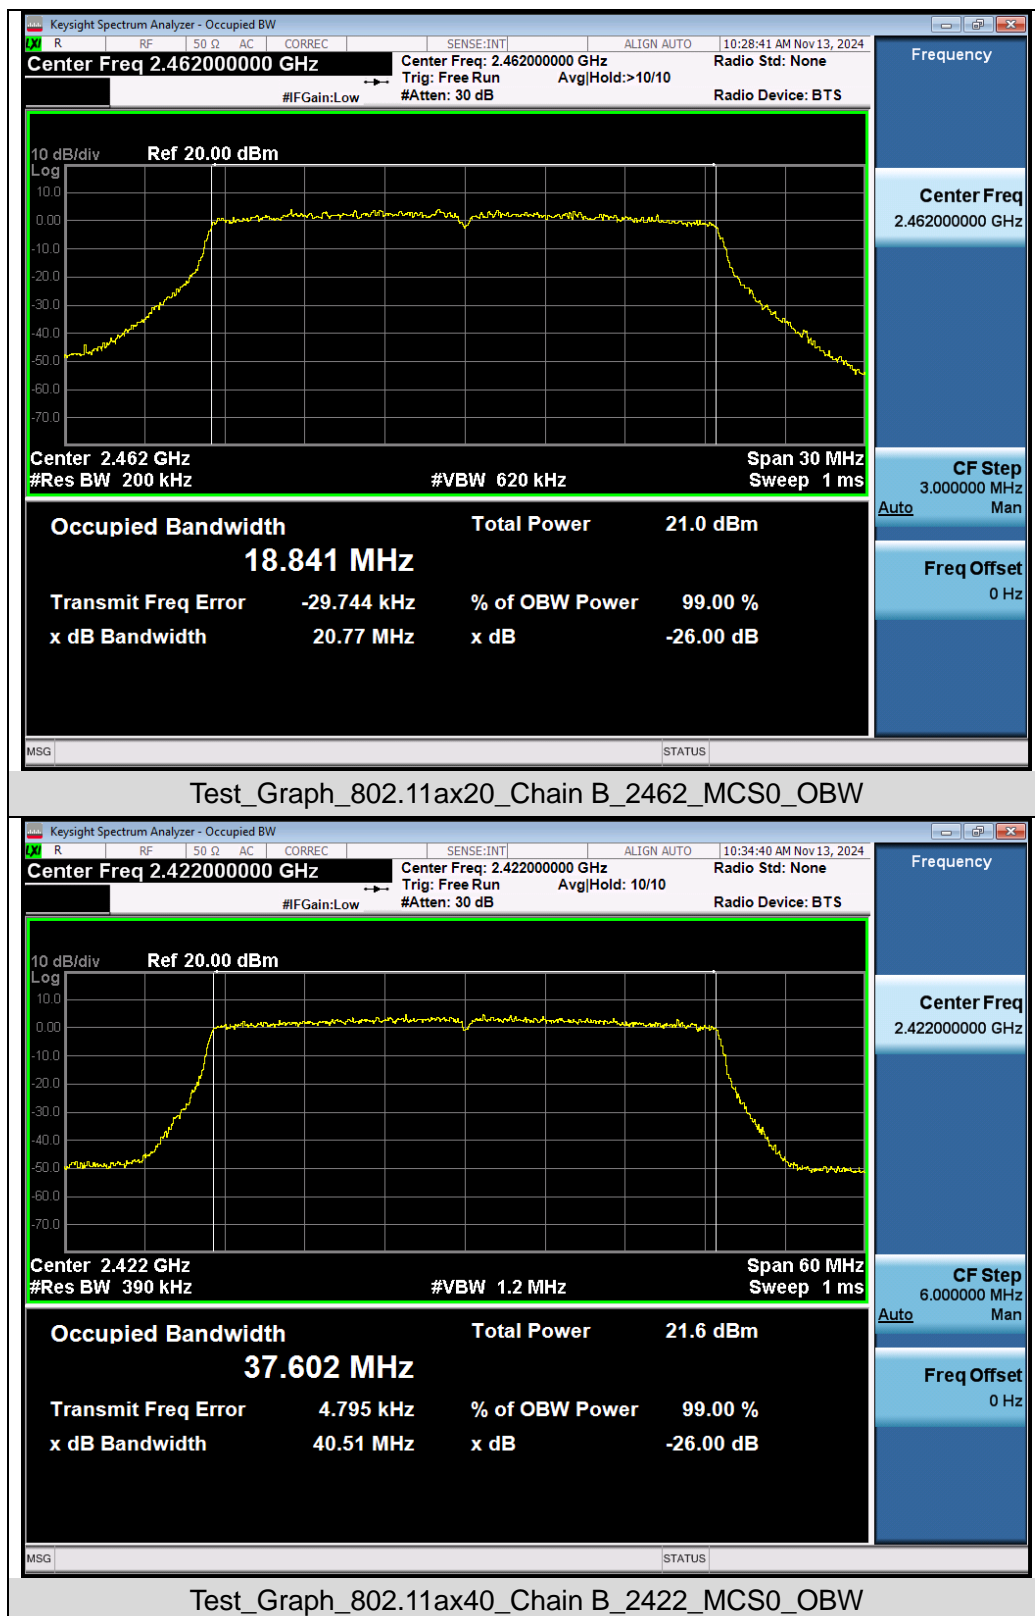 Keysight Spectrum Analyzer - Occupied BW
LXI R RF 50 Ω AC CORREC SENSE:INT ALIGN AUTO 10:28:41 AM Nov 13, 2024
Center Freq 2.462000000 GHz
Center Freq: 2.462000000 GHz Radio Std: None
Trig: Free Run Avg|Hold:>10/10
#IFGain:Low #Atten: 30 dB Radio Device: BTS
10 dB/div Ref 20.00 dBm
Log
10.0
0.00
-10.0
-20.0
-30.0
-40.0
-50.0
-60.0
-70.0
Center 2.462 GHz Span 30 MHz
#Res BW 200 kHz #VBW 620 kHz Sweep 1 ms
Occupied Bandwidth Total Power 21.0 dBm
18.841 MHz
Transmit Freq Error -29.744 kHz % of OBW Power 99.00 %
x dB Bandwidth 20.77 MHz x dB -26.00 dB
Frequency
Center Freq
2.462000000 GHz
CF Step
3.000000 MHz
Auto Man
Freq Offset
0 Hz
MSG STATUS
Test_Graph_802.11ax20_Chain B_2462_MCS0_OBW
Keysight Spectrum Analyzer - Occupied BW
LXI R RF 50 Ω AC CORREC SENSE:INT ALIGN AUTO 10:34:40 AM Nov 13, 2024
Center Freq 2.422000000 GHz
Center Freq: 2.422000000 GHz Radio Std: None
Trig: Free Run Avg|Hold: 10/10
#IFGain:Low #Atten: 30 dB Radio Device: BTS
10 dB/div Ref 20.00 dBm
Log
10.0
0.00
-10.0
-20.0
-30.0
-40.0
-50.0
-60.0
-70.0
Center 2.422 GHz Span 60 MHz
#Res BW 390 kHz #VBW 1.2 MHz Sweep 1 ms
Occupied Bandwidth Total Power 21.6 dBm
37.602 MHz
Transmit Freq Error 4.795 kHz % of OBW Power 99.00 %
x dB Bandwidth 40.51 MHz x dB -26.00 dB
Frequency
Center Freq
2.422000000 GHz
CF Step
6.000000 MHz
Auto Man
Freq Offset
0 Hz
MSG STATUS
Test_Graph_802.11ax40_Chain B_2422_MCS0_OBW